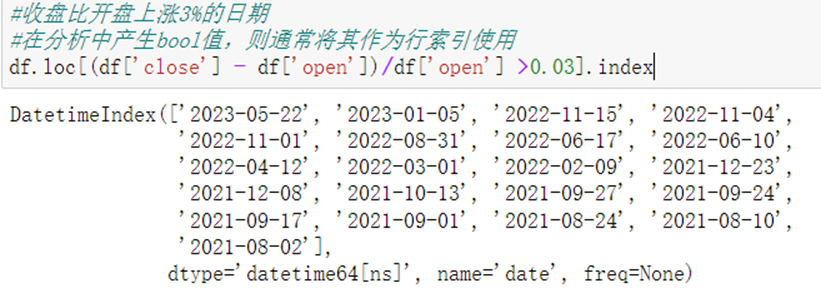 #收盘比开盘上涨3%的日期
#在分析中产生bool值，则通常将其作为行索引使用
df.loc[(df['close'] - df['open'])/df['open'] >0.03].index
DatetimeIndex(['2023-05-22', '2023-01-05', '2022-11-15', '2022-11-04',
'2022-11-01', '2022-08-31', '2022-06-17', '2022-06-10',
'2022-04-12', '2022-03-01', '2022-02-09', '2021-12-23',
'2021-12-08', '2021-10-13', '2021-09-27', '2021-09-24',
'2021-09-17', '2021-09-01', '2021-08-24', '2021-08-10',
'2021-08-02'],
dtype='datetime64[ns]', name='date', freq=None)